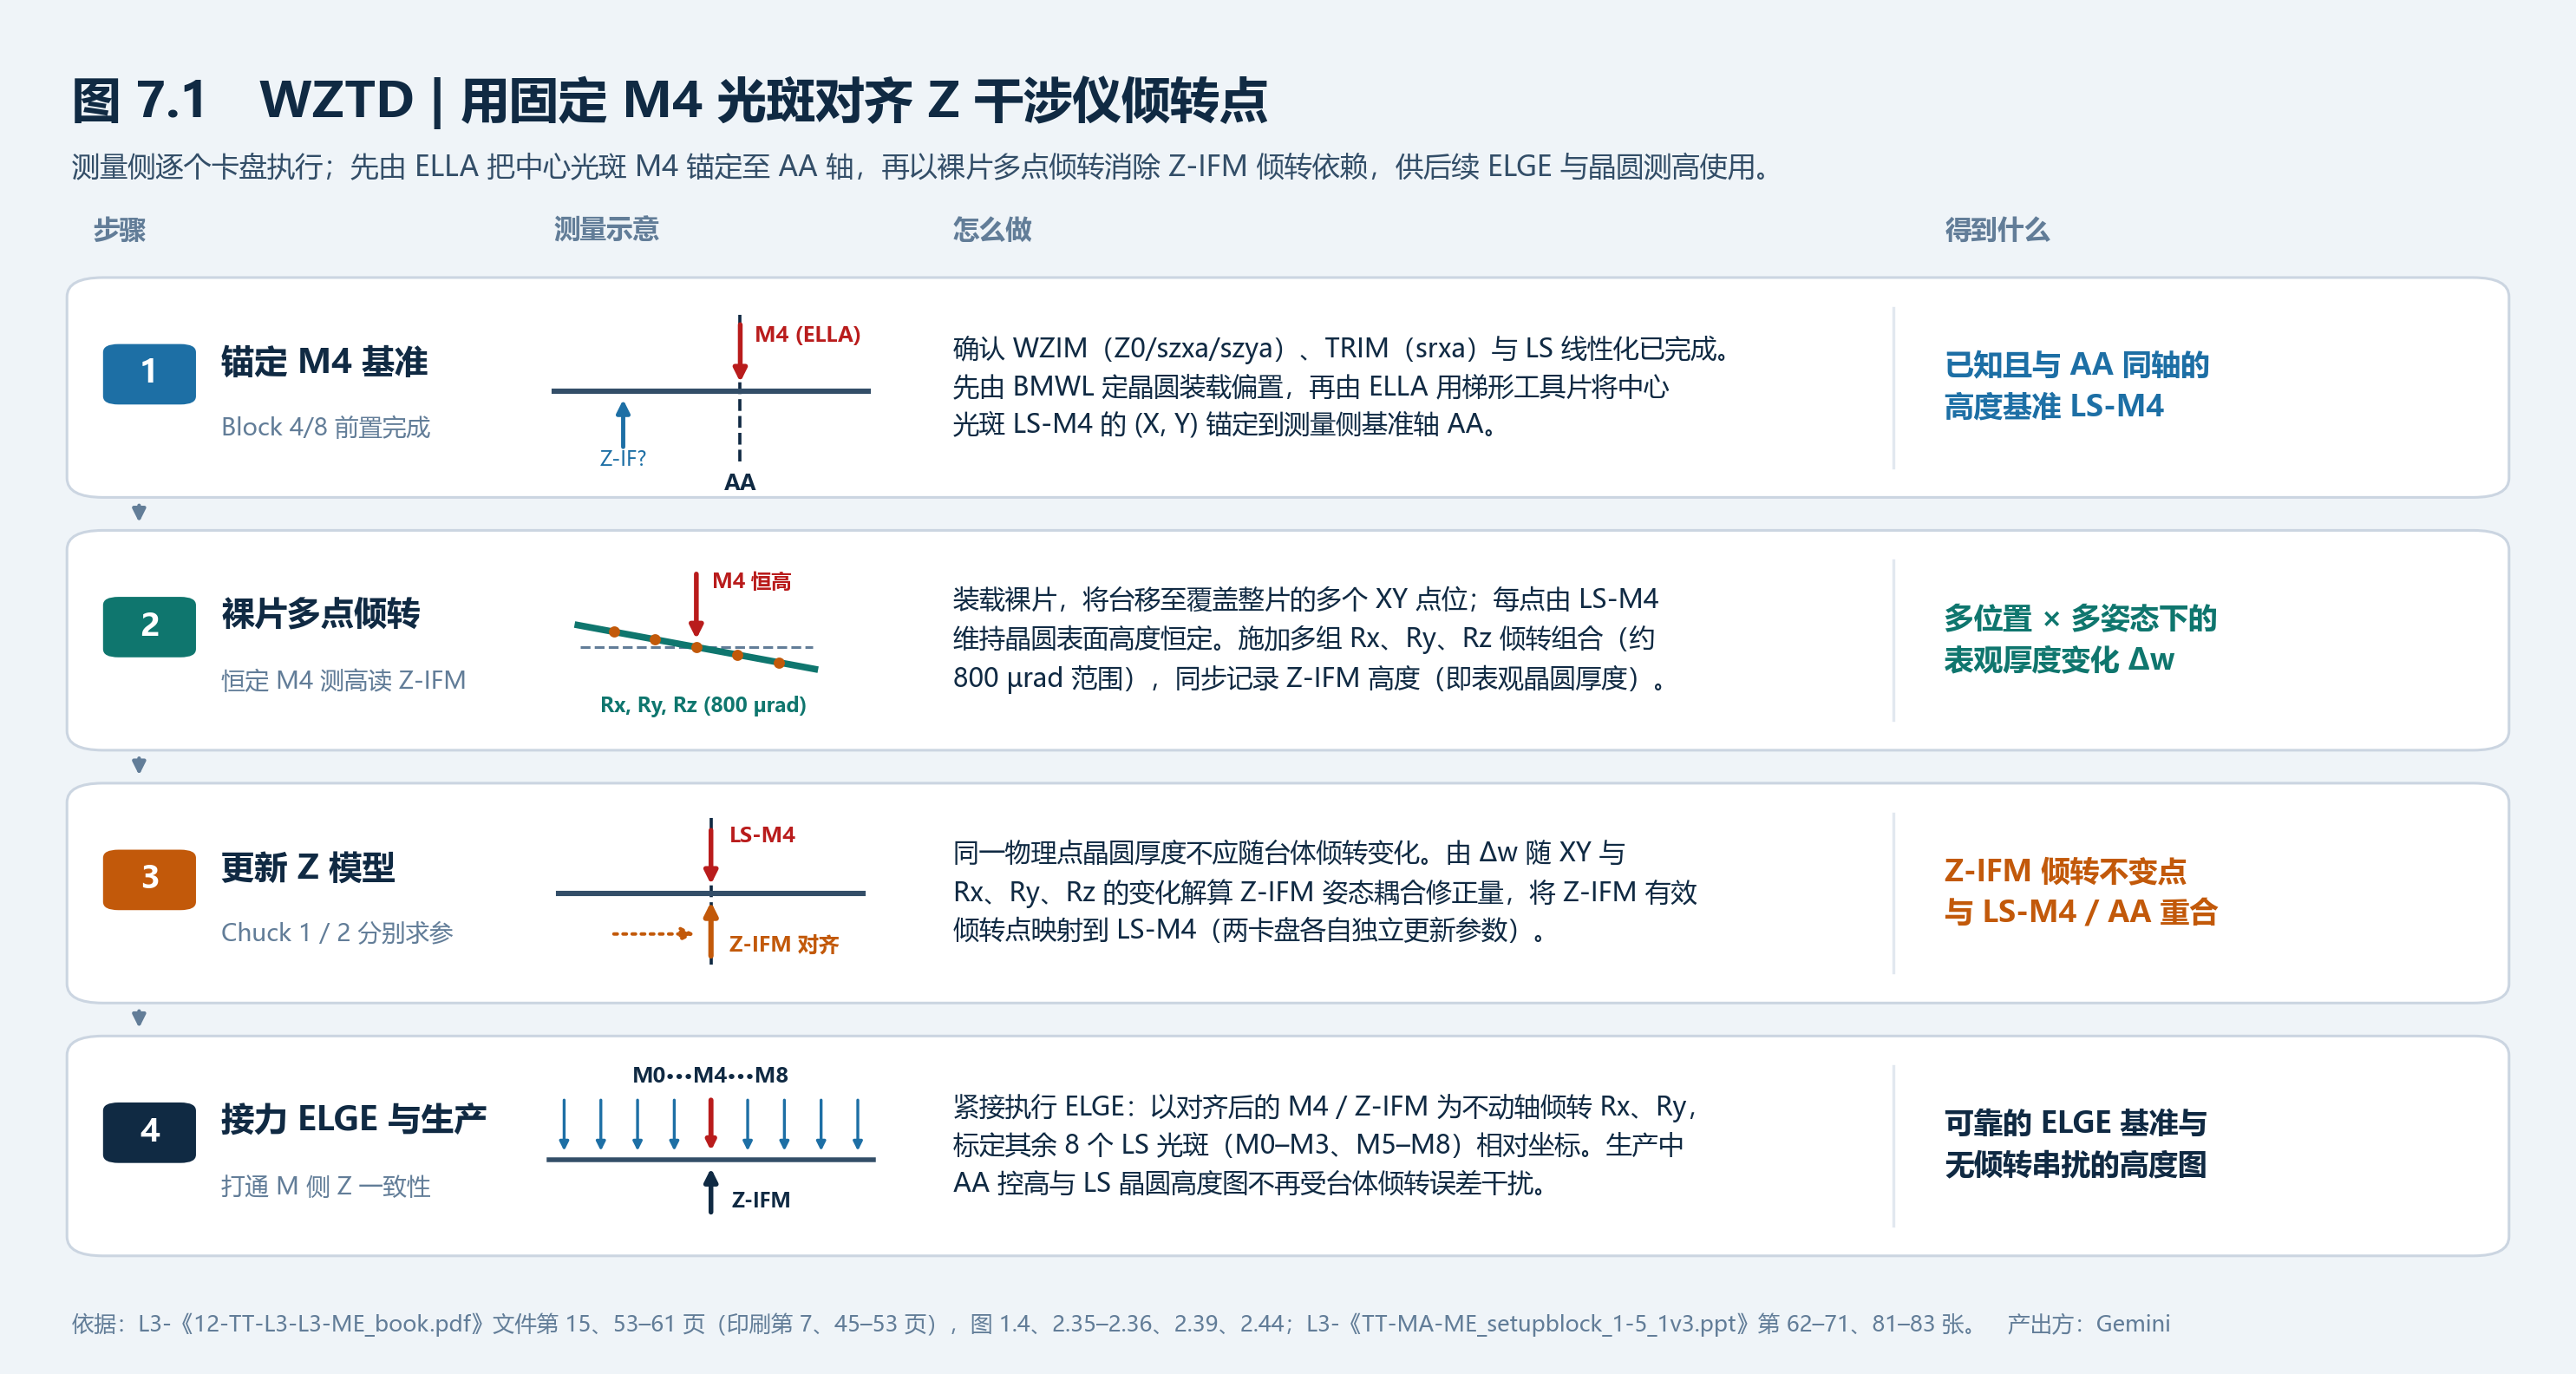 图 7.1 WZTD | 用固定 M4 光斑对齐 Z 干涉仪倾转点
测量侧逐个卡盘执行；先由 ELLA 把中心光斑 M4 锚定至 AA 轴，再以裸片多点倾转消除 Z-IFM 倾转依赖，供后续 ELGE 与晶圆测高使用。
步骤
测量示意
怎么做
得到什么
1
锚定 M4 基准
Block 4/8 前置完成
M4 (ELLA)
Z-IF?
AA
确认 WZIM（Z0/szxa/szya）、TRIM（srxa）与 LS 线性化已完成。
先由 BMWL 定晶圆装载偏置，再由 ELLA 用梯形工具片将中心
光斑 LS-M4 的 (X, Y) 锚定到测量侧基准轴 AA。
已知且与 AA 同轴的
高度基准 LS-M4
2
裸片多点倾转
恒定 M4 测高读 Z-IFM
M4 恒高
Rx, Ry, Rz (800 μrad)
装载裸片，将台移至覆盖整片的多个 XY 点位；每点由 LS-M4
维持晶圆表面高度恒定。施加多组 Rx、Ry、Rz 倾转组合（约
800 μrad 范围），同步记录 Z-IFM 高度（即表观晶圆厚度）。
多位置 × 多姿态下的
表观厚度变化 Δw
3
更新 Z 模型
Chuck 1 / 2 分别求参
LS-M4
Z-IFM 对齐
同一物理点晶圆厚度不应随台体倾转变化。由 Δw 随 XY 与
Rx、Ry、Rz 的变化解算 Z-IFM 姿态耦合修正量，将 Z-IFM 有效
倾转点映射到 LS-M4（两卡盘各自独立更新参数）。
Z-IFM 倾转不变点
与 LS-M4 / AA 重合
4
接力 ELGE 与生产
打通 M 侧 Z 一致性
M0···M4···M8
Z-IFM
紧接执行 ELGE：以对齐后的 M4 / Z-IFM 为不动轴倾转 Rx、Ry，
标定其余 8 个 LS 光斑（M0–M3、M5–M8）相对坐标。生产中
AA 控高与 LS 晶圆高度图不再受台体倾转误差干扰。
可靠的 ELGE 基准与
无倾转串扰的高度图
依据：L3-《12-TT-L3-L3-ME_book.pdf》文件第 15、53–61 页（印刷第 7、45–53 页），图 1.4、2.35–2.36、2.39、2.44；L3-《TT-MA-ME_setupblock_1-5_1v3.ppt》第 62–71、81–83 张。 产出方：Gemini